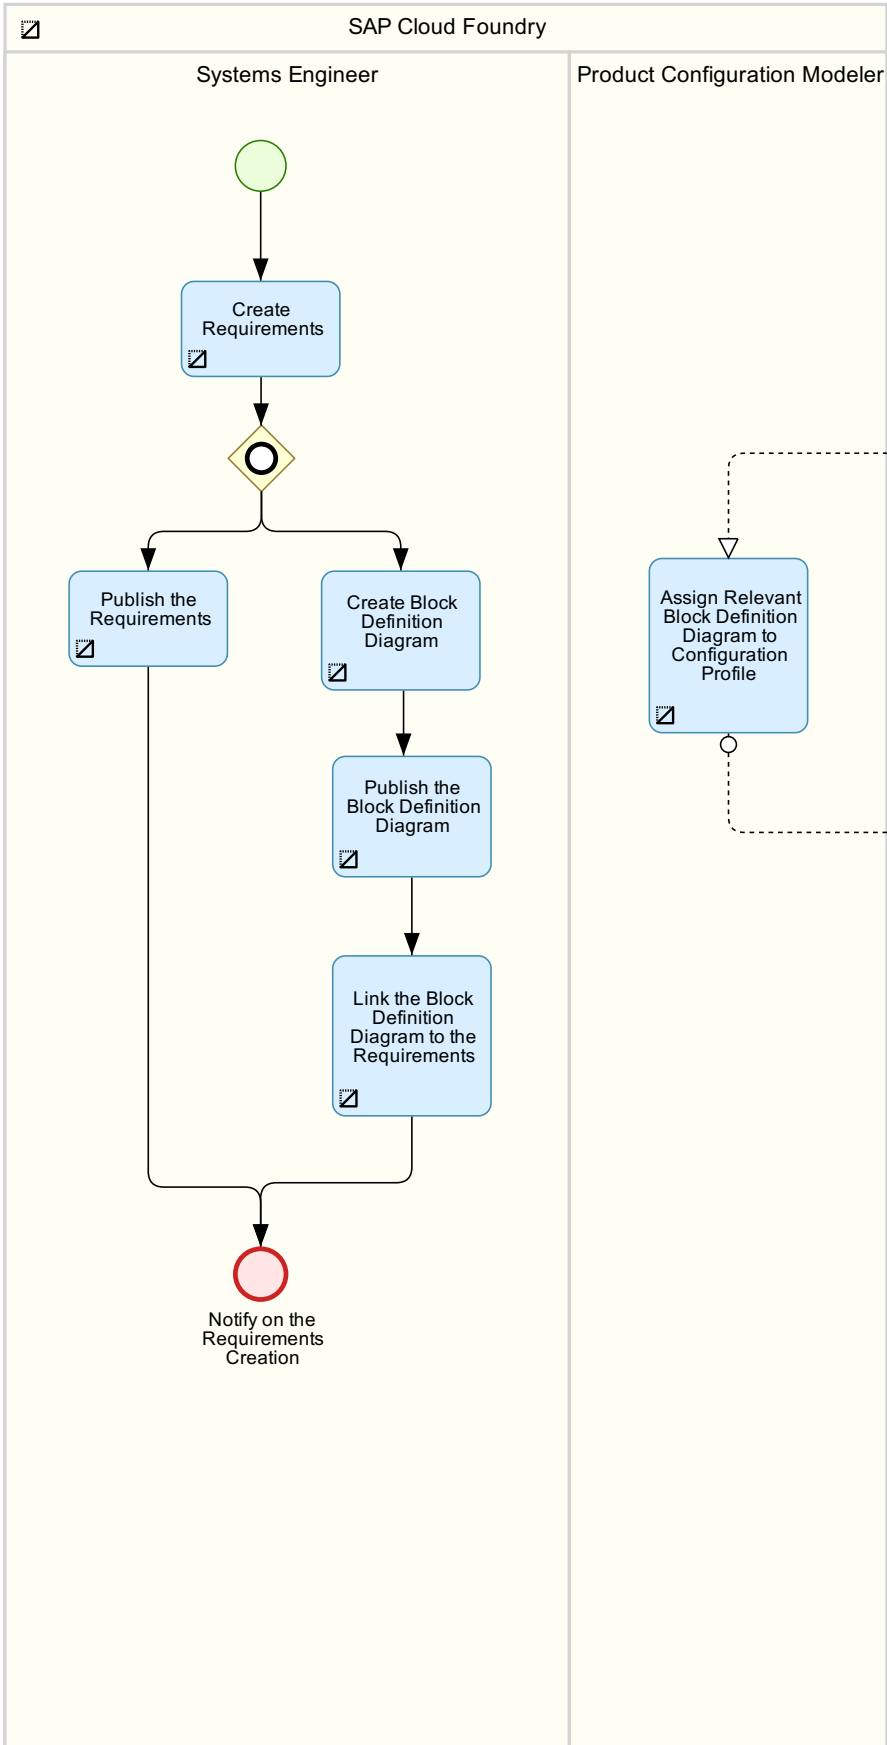 SAP Cloud Foundry
Systems Engineer
Product Configuration Modeler
Create
Requirements
Publish the
Requirements
Create Block
Definition
Diagram
Assign Relevant
Block Definition
Diagram to
Configuration
Profile
Publish the
Block Definition
Diagram
Link the Block
Definition
Diagram to the
Requirements
Notify on the
Requirements
Creation